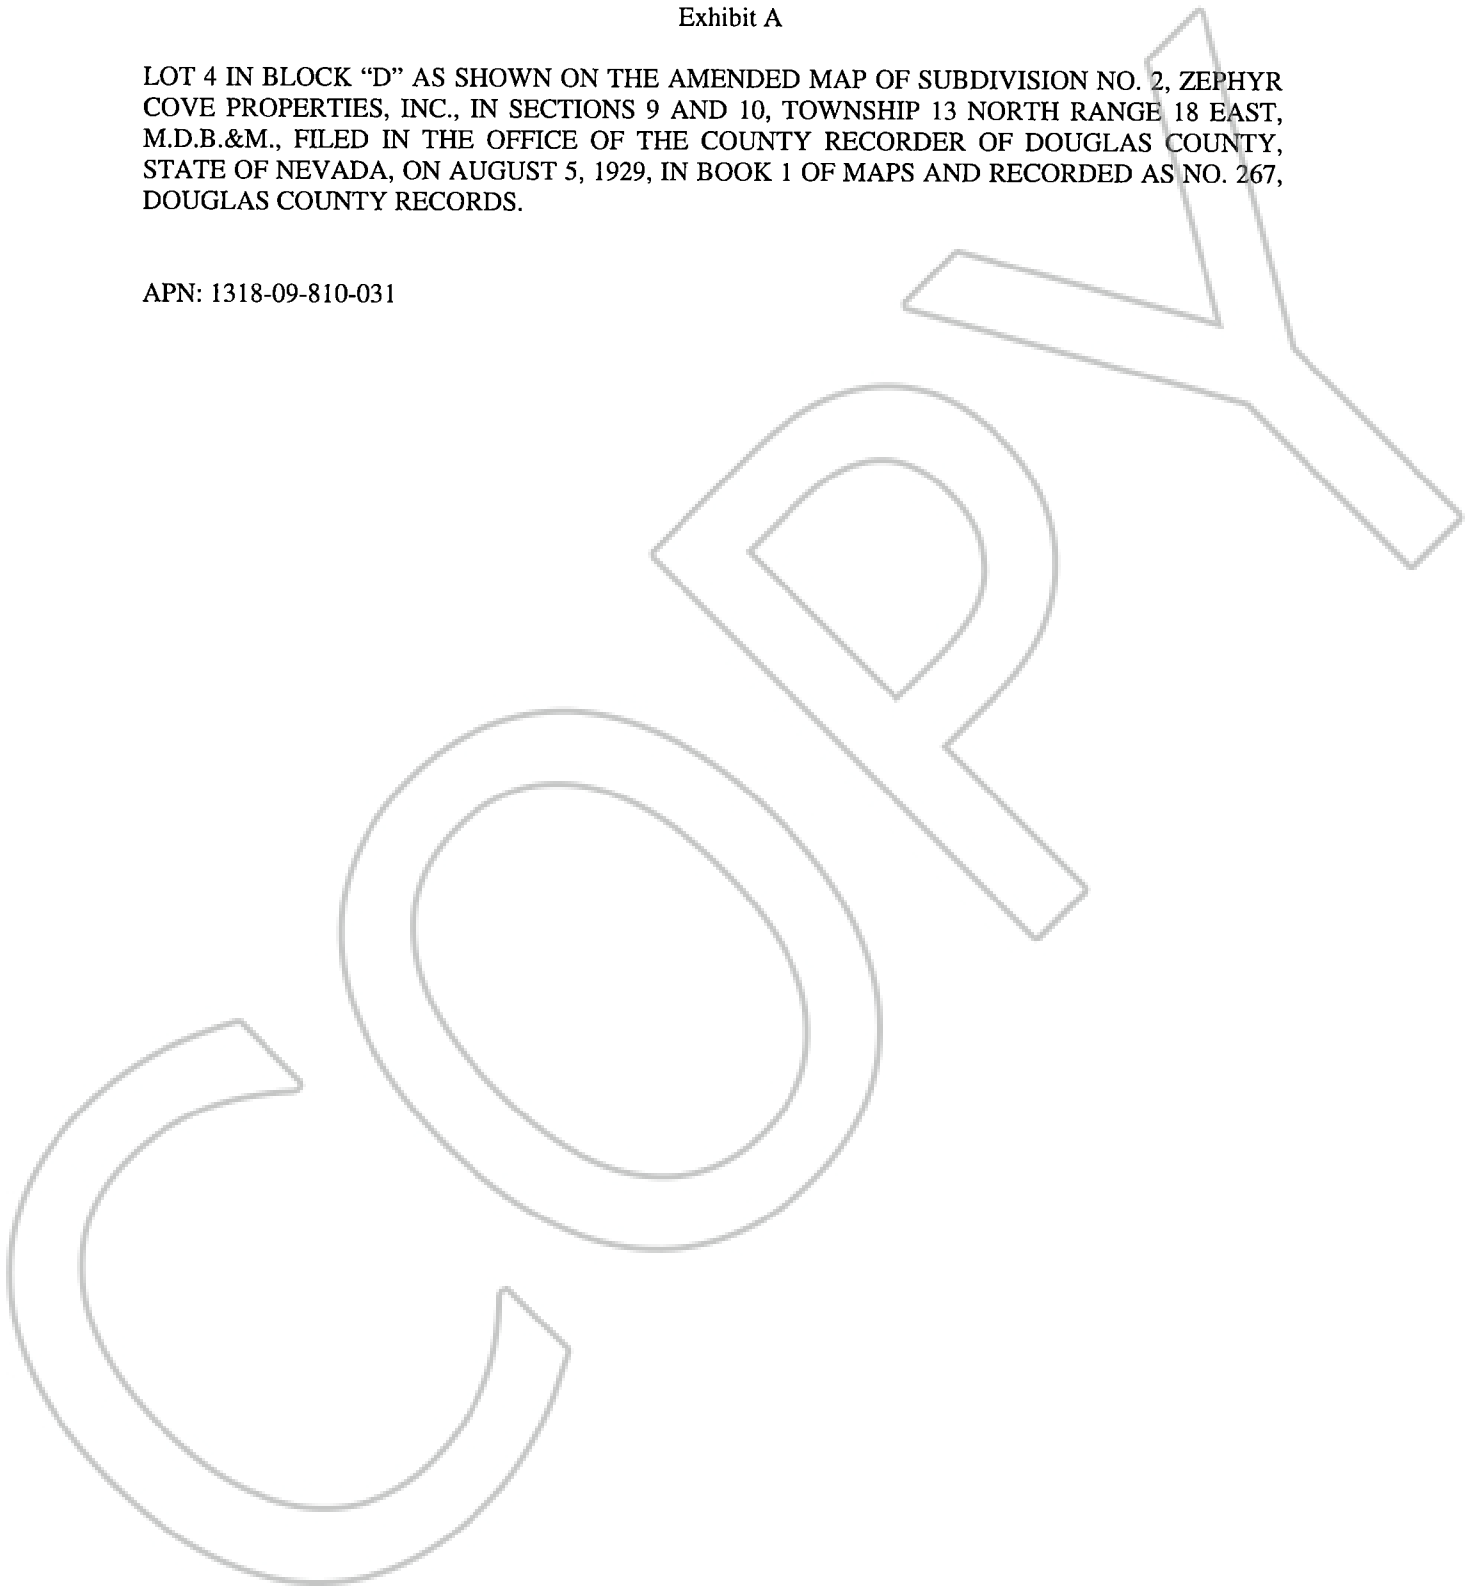 Exhibit A
LOT 4 IN BLOCK “D” AS SHOWN ON THE AMENDED MAP OF SUBDIVISION NO. 2, ZEPHYR
COVE PROPERTIES, INC., IN SECTIONS 9 AND 10, TOWNSHIP 13 NORTH RANGE 18 EAST,
M.D.B.&M., FILED IN THE OFFICE OF THE COUNTY RECORDER OF DOUGLAS COUNTY,
STATE OF NEVADA, ON AUGUST 5, 1929, IN BOOK 1 OF MAPS AND RECORDED AS NO. 267,
DOUGLAS COUNTY RECORDS.
APN: 1318-09-810-031
COPY